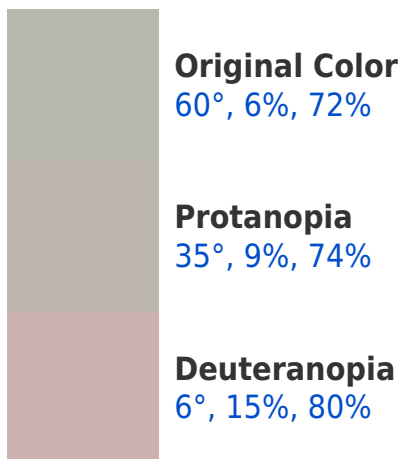 Original Color
60°, 6%, 72%
Protanopia
35°, 9%, 74%
Deuteranopia
6°, 15%, 80%